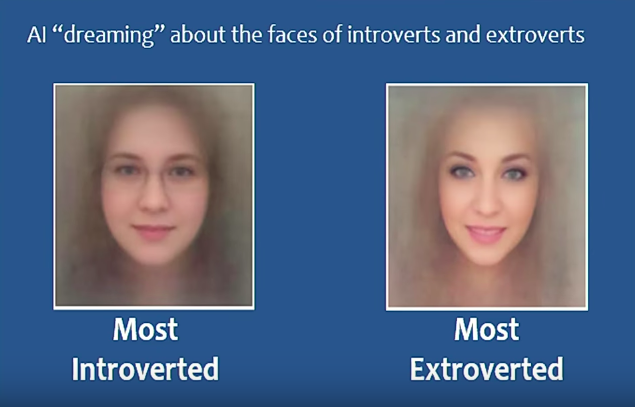 AI “dreaming” about the faces of introverts and extroverts
Most
Introverted
Most
Extroverted